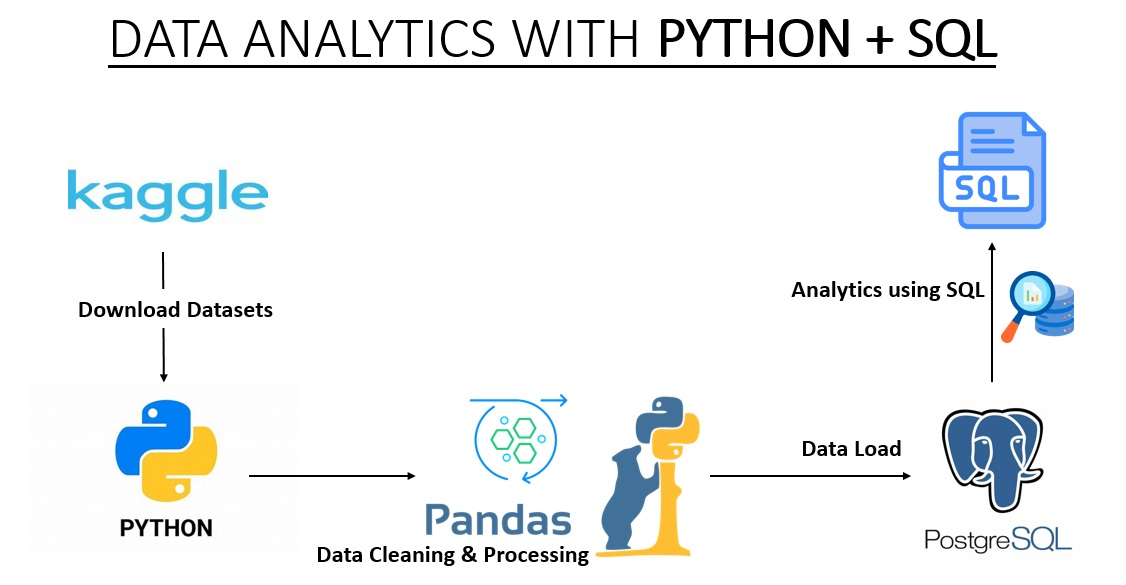 DATA ANALYTICS WITH PYTHON + SQL
kaggle
Download Datasets
PYTHON
Pandas
Data Cleaning & Processing
Data Load
PostgreSQL
Analytics using SQL
SQL